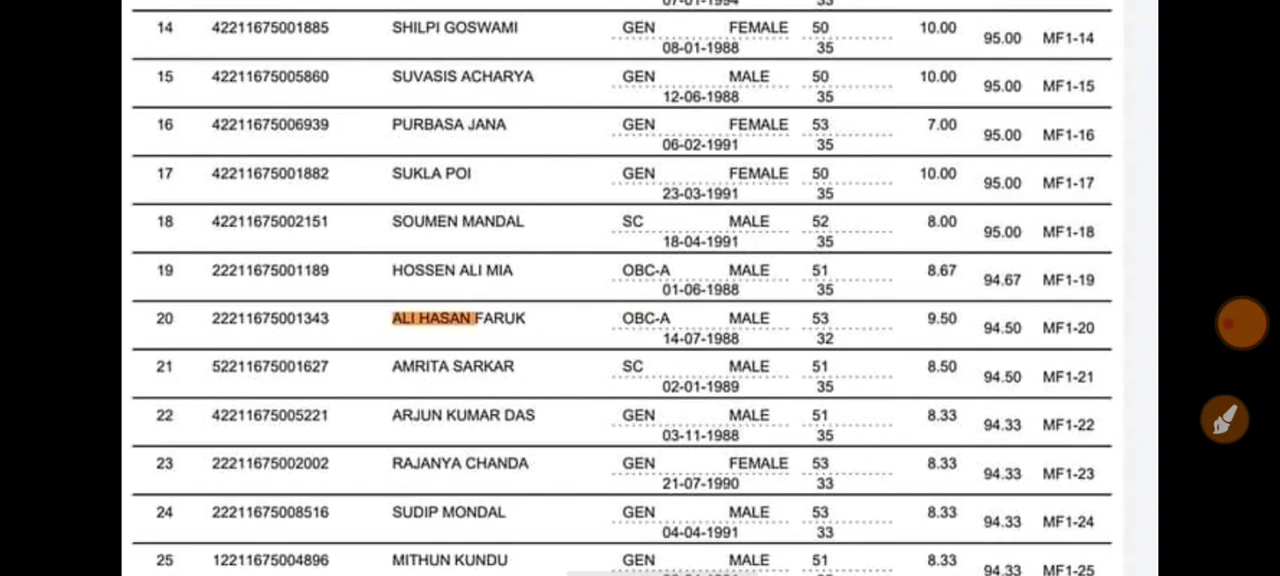 07-01-1994 33
14 42211675001885 SHILPI GOSWAMI GEN FEMALE 50 10.00
08-01-1988 35 95.00 MF1-14
15 42211675005860 SUVASIS ACHARYA GEN MALE 50 10.00
12-06-1988 35 95.00 MF1-15
16 42211675006939 PURBASA JANA GEN FEMALE 53 7.00
06-02-1991 35 95.00 MF1-16
17 42211675001882 SUKLA POI GEN FEMALE 50 10.00
23-03-1991 35 95.00 MF1-17
18 42211675002151 SOUMEN MANDAL SC MALE 52 8.00
18-04-1991 35 95.00 MF1-18
19 22211675001189 HOSSEN ALI MIA OBC-A MALE 51 8.67
01-06-1988 35 94.67 MF1-19
20 22211675001343 ALI HASAN FARUK OBC-A MALE 53 9.50
14-07-1988 32 94.50 MF1-20
21 52211675001627 AMRITA SARKAR SC MALE 51 8.50
02-01-1989 35 94.50 MF1-21
22 42211675005221 ARJUN KUMAR DAS GEN MALE 51 8.33
03-11-1988 35 94.33 MF1-22
23 22211675002002 RAJANYA CHANDA GEN FEMALE 53 8.33
21-07-1990 33 94.33 MF1-23
24 22211675008516 SUDIP MONDAL GEN MALE 53 8.33
04-04-1991 33 94.33 MF1-24
25 12211675004896 MITHUN KUNDU GEN MALE 51 8.33
94.33 MF1-25